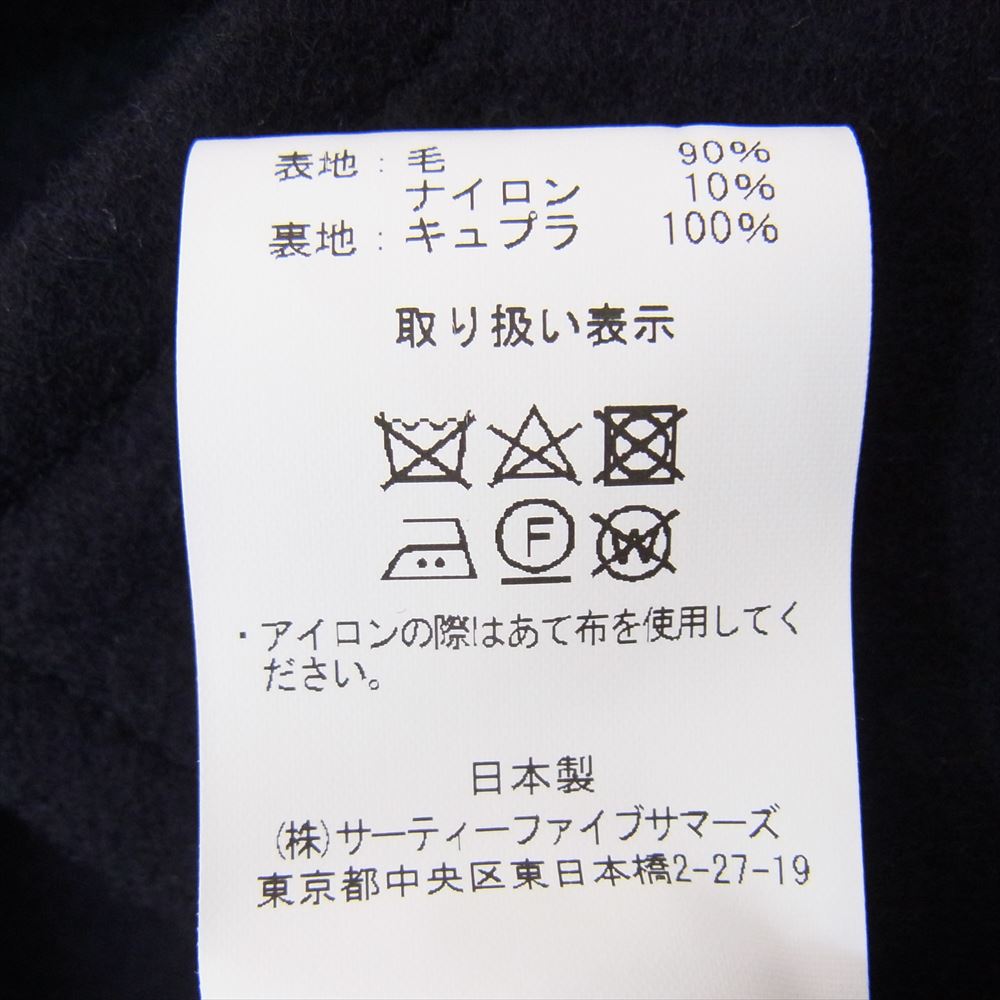 表地 : 毛 90%
ナイロン 10%
裏地 : キュプラ 100%
取り扱い表示
F
W
・アイロンの際はあて布を使用してく
ださい。
日本製
(株)サーティーファイブサマーズ
東京都中央区東日本橋2-27-19